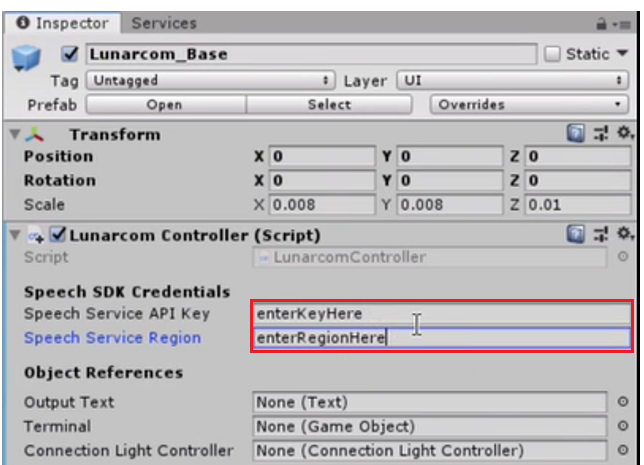 Inspector Services
Lunarcom_Base Static
Tag Untagged Layer UI
Prefab Open Select Overrides
Transform
Position X 0 Y 0 Z 0
Rotation X 0 Y 0 Z 0
Scale X 0.008 Y 0.008 Z 0.01
Lunarcom Controller (Script)
Script LunarcomController
Speech SDK Credentials
Speech Service API Key enterKeyHere
Speech Service Region enterRegionHere
Object References
Output Text None (Text)
Terminal None (Game Object)
Connection Light Controller None (Connection Light Controller)